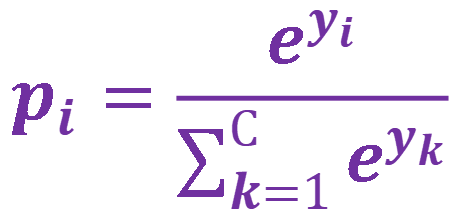 p_i = e^{y_i} / ∑_{k=1}^{C} e^{y_k}